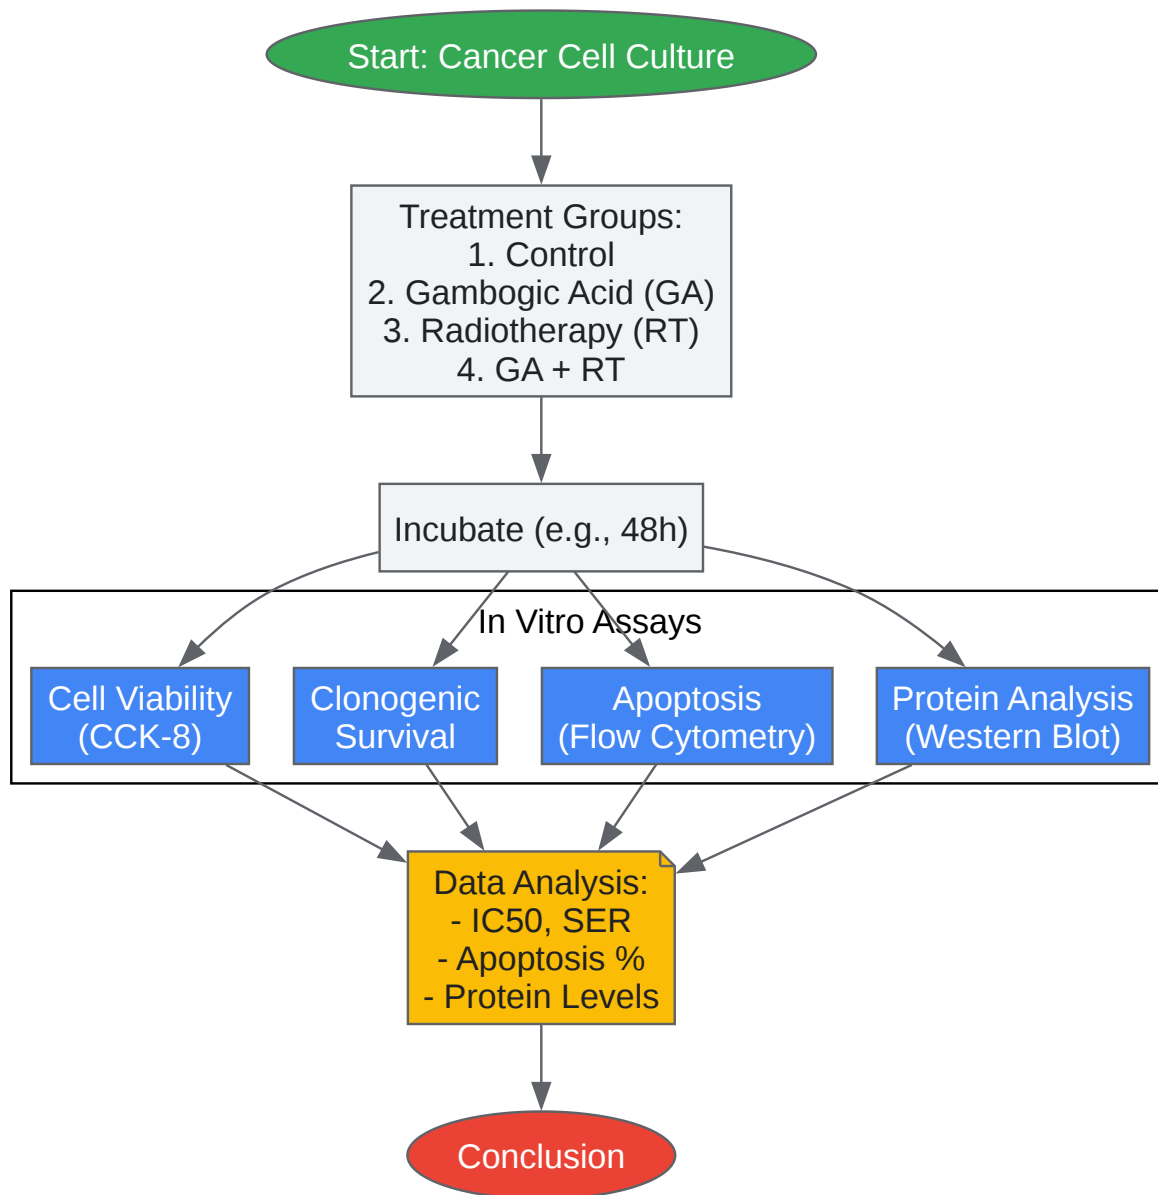 Start: Cancer Cell Culture
Treatment Groups:
1. Control
2. Gambogic Acid (GA)
3. Radiotherapy (RT)
4. GA + RT
Incubate (e.g., 48h)
In Vitro Assays
Cell Viability
(CCK-8)
Clonogenic
Survival
Apoptosis
(Flow Cytometry)
Protein Analysis
(Western Blot)
Data Analysis:
- IC50, SER
- Apoptosis %
- Protein Levels
Conclusion